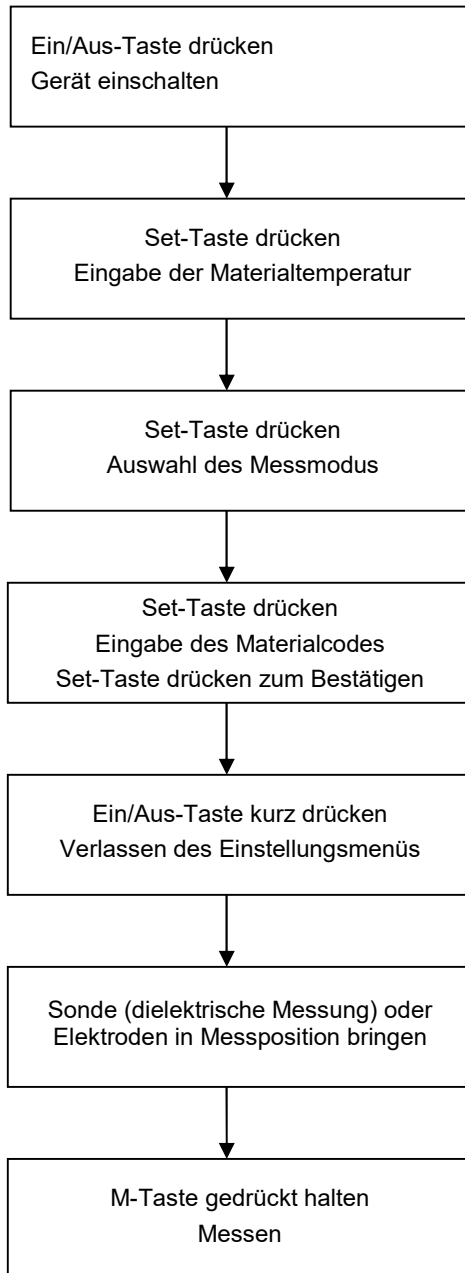 Ein/Aus-Taste drücken
Gerät einschalten
Set-Taste drücken
Eingabe der Materialtemperatur
Set-Taste drücken
Auswahl des Messmodus
Set-Taste drücken
Eingabe des Materialcodes
Set-Taste drücken zum Bestätigen
Ein/Aus-Taste kurz drücken
Verlassen des Einstellungsmenüs
Sonde (dielektrische Messung) oder
Elektroden in Messposition bringen
M-Taste gedrückt halten
Messen